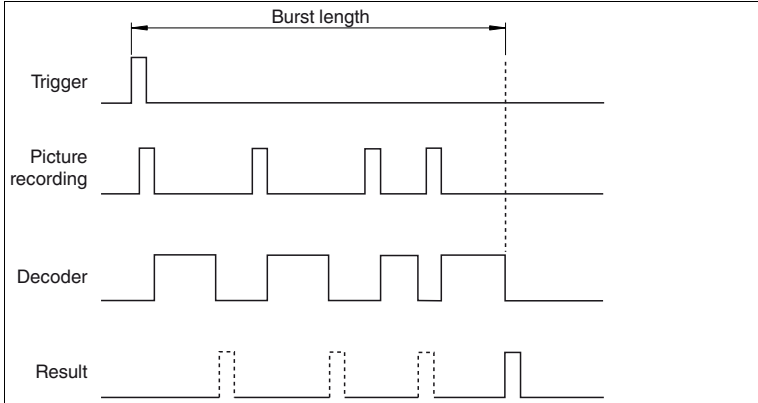 Burst length
Trigger
Picture
recording
Decoder
Result